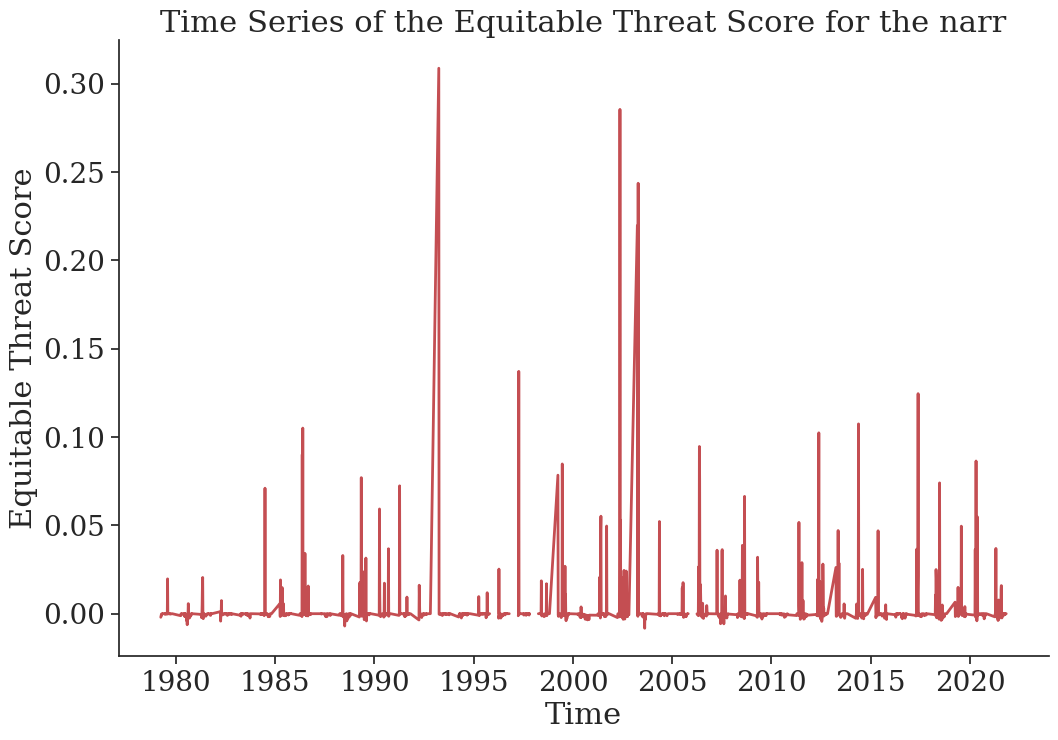 Time Series of the Equitable Threat Score for the narr
Equitable Threat Score
0.30
0.25
0.20
0.15
0.10
0.05
0.00
1980 1985 1990 1995 2000 2005 2010 2015 2020
Time